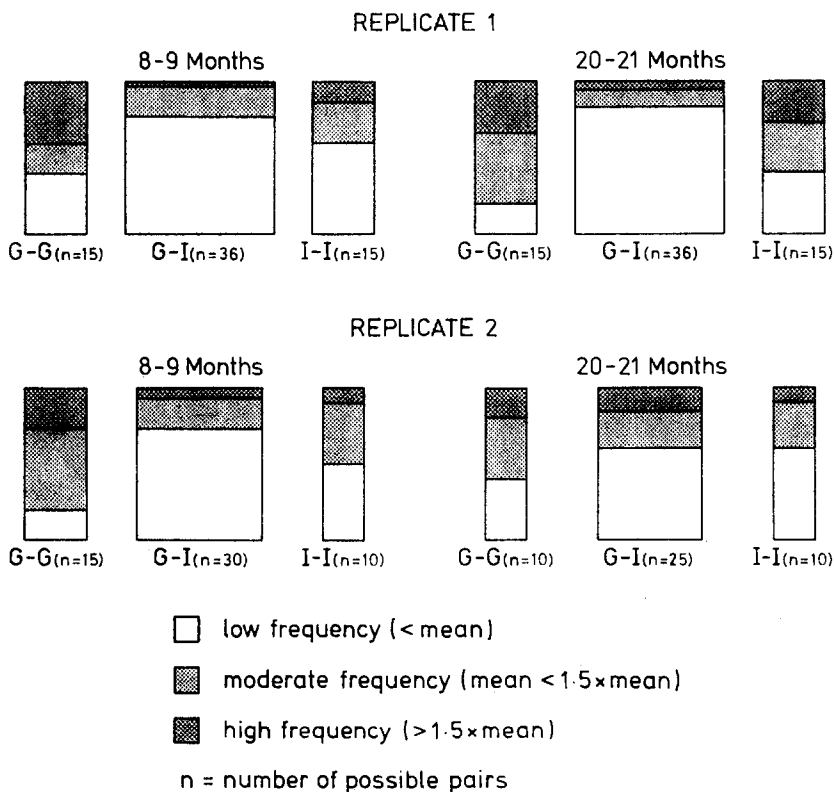 REPLICATE 1
8-9 Months 20-21 Months
G-G(n=15) G-I(n=36) I-I(n=15) G-G(n=15) G-I(n=36) I-I(n=15)
REPLICATE 2
8-9 Months 20-21 Months
G-G(n=15) G-I(n=30) I-I(n=10) G-G(n=10) G-I(n=25) I-I(n=10)
low frequency (< mean)
moderate frequency (mean < 1·5×mean)
high frequency (>1·5×mean)
n = number of possible pairs